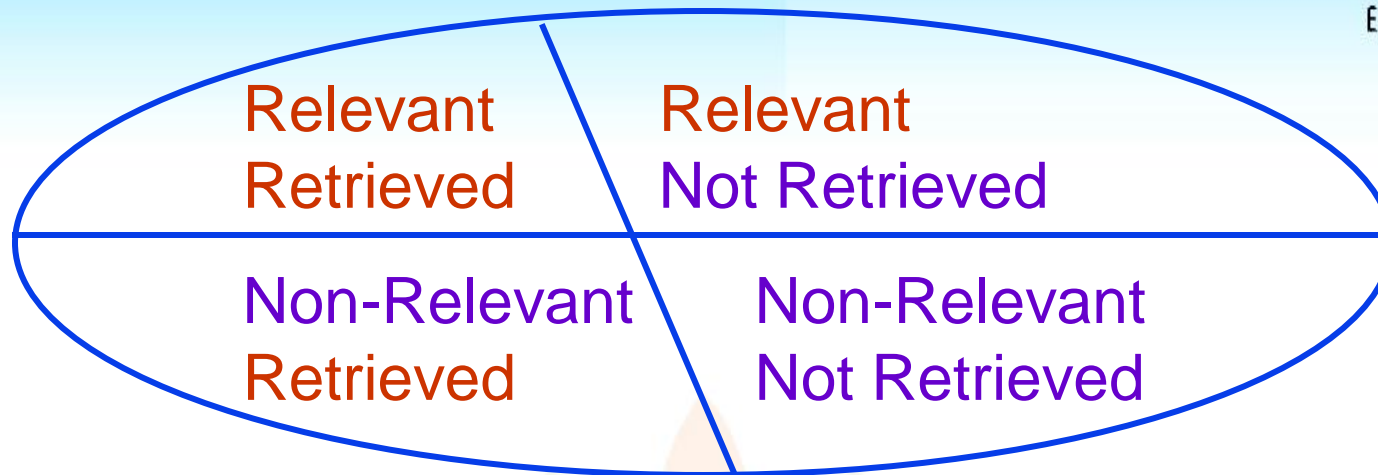 Relevant
Retrieved
Relevant
Not Retrieved
Non-Relevant
Retrieved
Non-Relevant
Not Retrieved